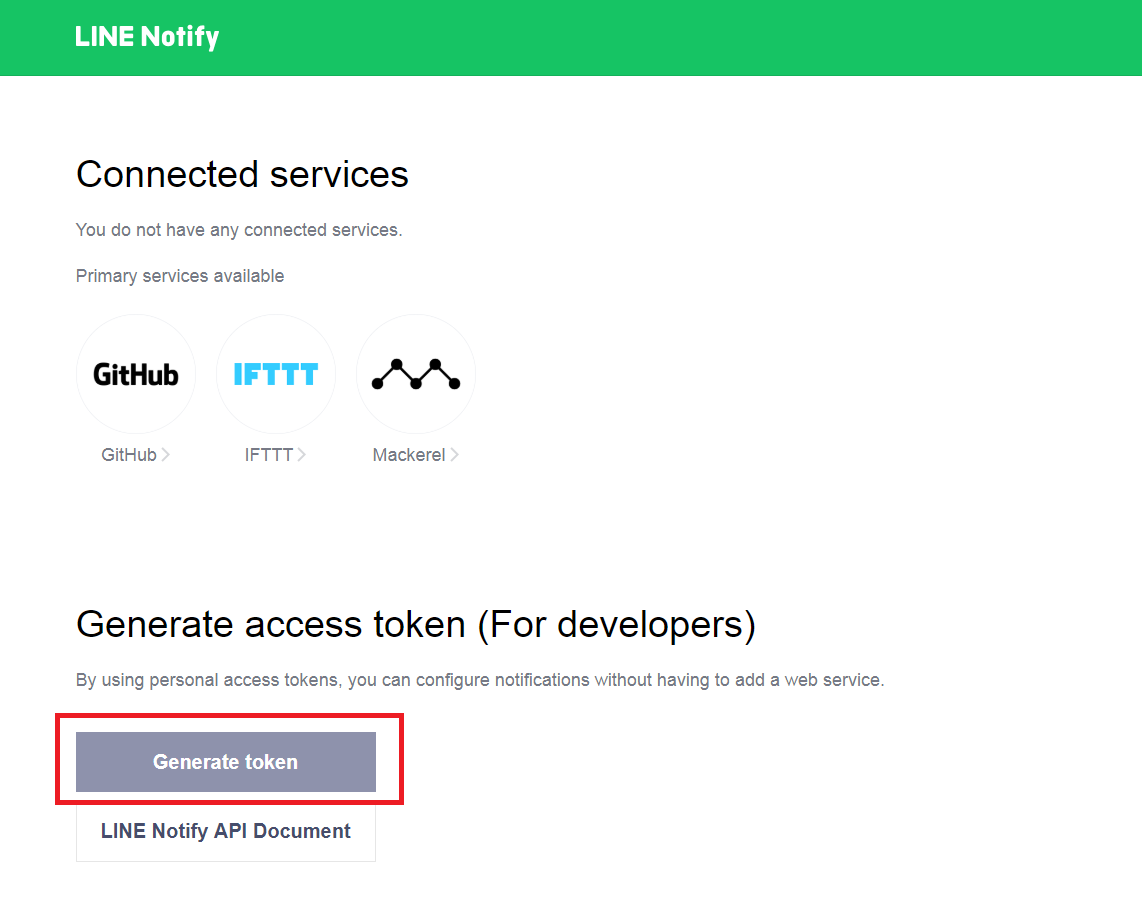 LINE Notify
Connected services
You do not have any connected services.
Primary services available
GitHub IFTTT
GitHub IFTTT Mackerel
Generate access token (For developers)
By using personal access tokens, you can configure notifications without having to add a web service.
Generate token
LINE Notify API Document